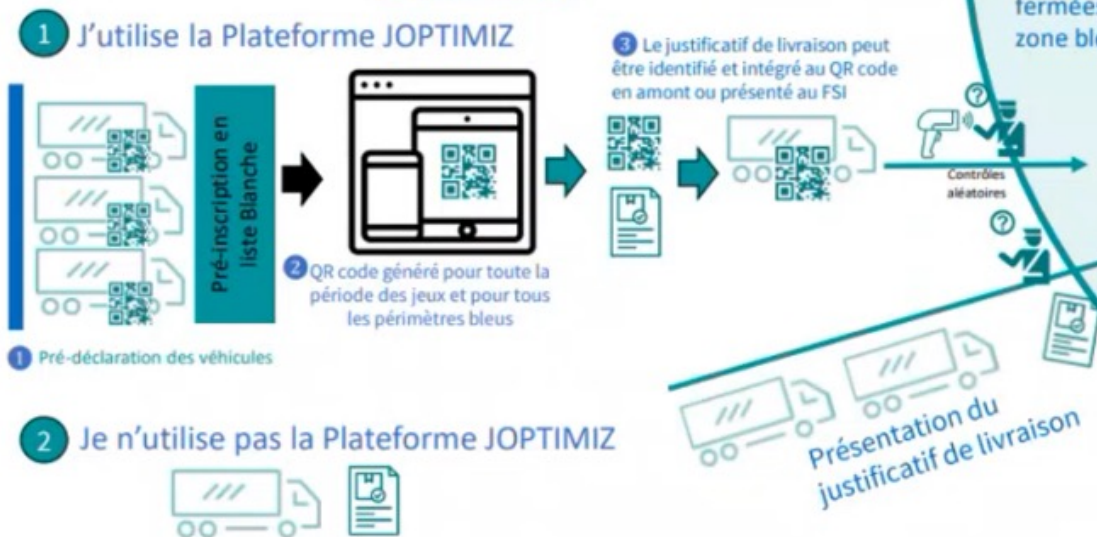 1 J'utilise la Plateforme JOPTIMIZ
Pré-inscription en
liste Blanche
1 Pré-déclaration des véhicules
2 QR code généré pour toute la
période des jeux et pour tous
les périmètres bleus
3 Le justificatif de livraison peut
être identifié et intégré au QR code
en amont ou présenté au FSI
?
Contrôles
aléatoires
?
fermées
zone
Présentation du
justificatif de livraison
2 Je n'utilise pas la Plateforme JOPTIMIZ